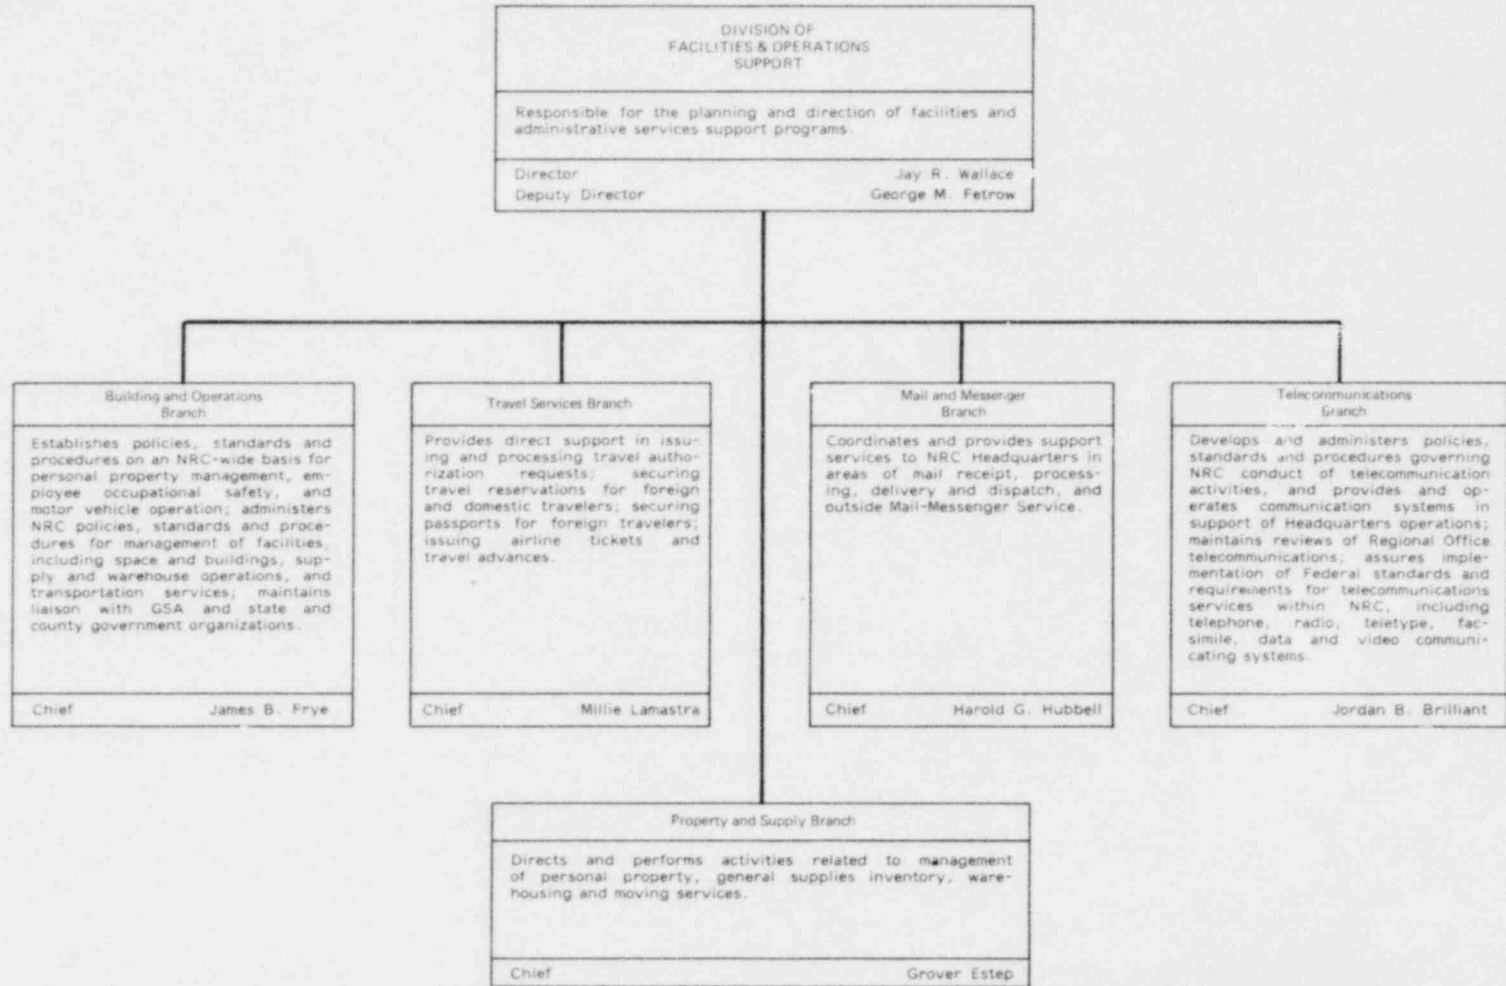 DIVISION OF
FACILITIES & OPERATIONS
SUPPORT
Responsible for the planning and direction of facilities and
administrative services support programs.
Director Jay R. Wallace
Deputy Director George M. Fetrow
Building and Operations
Branch
Establishes policies, standards and
procedures on an NRC-wide basis for
personal property management, em-
ployee occupational safety, and
motor vehicle operation; administers
NRC policies, standards and proce-
dures for management of facilities,
including space and buildings, sup-
ply and warehouse operations, and
transportation services; maintains
liaison with GSA and state and
county government organizations.
Chief James B. Frye
Travel Services Branch
Provides direct support in issu-
ing and processing travel autho-
rization requests; securing
travel reservations for foreign
and domestic travelers; securing
passports for foreign travelers;
issuing airline tickets and
travel advances.
Chief Millie Lamastra
Mail and Messenger
Branch
Coordinates and provides support
services to NRC Headquarters in
areas of mail receipt, process-
ing, delivery and dispatch, and
outside Mail-Messenger Service.
Chief Harold G. Hubbell
Telecommunications
Branch
Develops and administers policies,
standards and procedures governing
NRC conduct of telecommunication
activities, and provides and op-
erates communication systems in
support of Headquarters operations;
maintains reviews of Regional Office
telecommunications; assures imple-
mentation of Federal standards and
requirements for telecommunications
services within NRC, including
telephone, radio, teletype, fac-
simile, data and video communi-
cating systems.
Chief Jordan B. Brilliant
Property and Supply Branch
Directs and performs activities related to management
of personal property, general supplies inventory, ware-
housing and moving services.
Chief Grover Estep